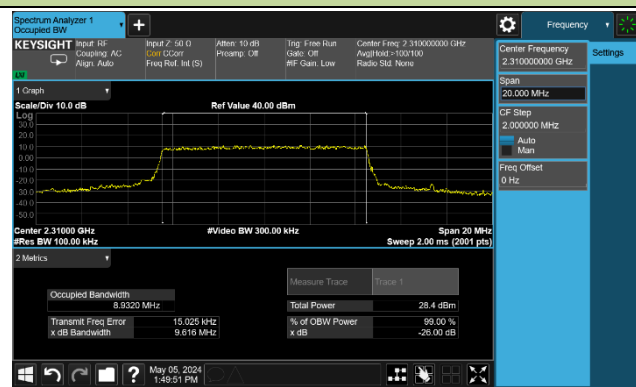 Spectrum Analyzer 1
Occupied BW
+
Frequency
KEYSIGHT
Input: RF
Coupling: AC
Align: Auto
Input Z: 50 Ω
Corr CCorr
Freq Ref: Int (S)
Atten: 10 dB
Preamp: Off
Trig: Free Run
Gate: Off
#IF Gain: Low
Center Freq: 2.310000000 GHz
Avg|Hold:>100/100
Radio Std: None
Center Frequency
2.310000000 GHz
Settings
Span
20.000 MHz
CF Step
2.000000 MHz
Auto
Man
Freq Offset
0 Hz
1 Graph
Scale/Div 10.0 dB
Ref Value 40.00 dBm
Log
30.0
20.0
10.0
0.00
-10.0
-20.0
-30.0
-40.0
-50.0
Center 2.31000 GHz
#Video BW 300.00 kHz
Span 20 MHz
#Res BW 100.00 kHz
Sweep 2.00 ms (2001 pts)
2 Metrics
Measure Trace
Trace 1
Occupied Bandwidth
8.9320 MHz
Total Power
28.4 dBm
Transmit Freq Error
15.025 kHz
% of OBW Power
99.00 %
x dB Bandwidth
9.616 MHz
x dB
-26.00 dB
?
May 05, 2024
1:49:51 PM